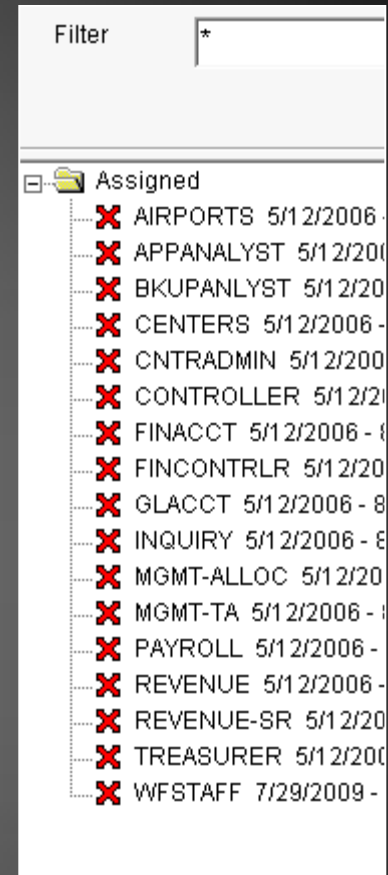 Filter *
Assigned
AIRPORTS 5/12/2006 -
APPANALYST 5/12/200
BKUPANLYST 5/12/20
CENTERS 5/12/2006 -
CNTRADMIN 5/12/200
CONTROLLER 5/12/2
FINACCT 5/12/2006 -
FINCONTRLR 5/12/20
GLACCT 5/12/2006 - 8
INQUIRY 5/12/2006 - 8
MGMT-ALLOC 5/12/20
MGMT-TA 5/12/2006 -
PAYROLL 5/12/2006 -
REVENUE 5/12/2006 -
REVENUE-SR 5/12/20
TREASURER 5/12/200
WFSTAFF 7/29/2009 -